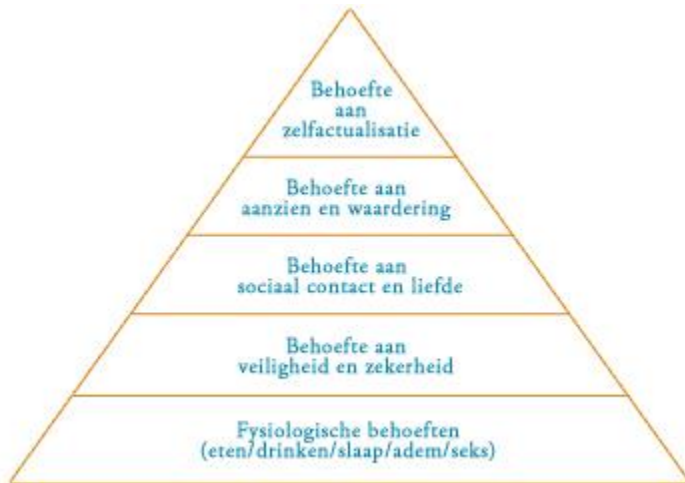 Behoefte
aan
zelfactualisatie
Behoefte aan
aanzien en waardering
Behoefte aan
sociaal contact en liefde
Behoefte aan
veiligheid en zekerheid
Fysiologische behoeften
(eten/drinken/slaap/adem/seks)